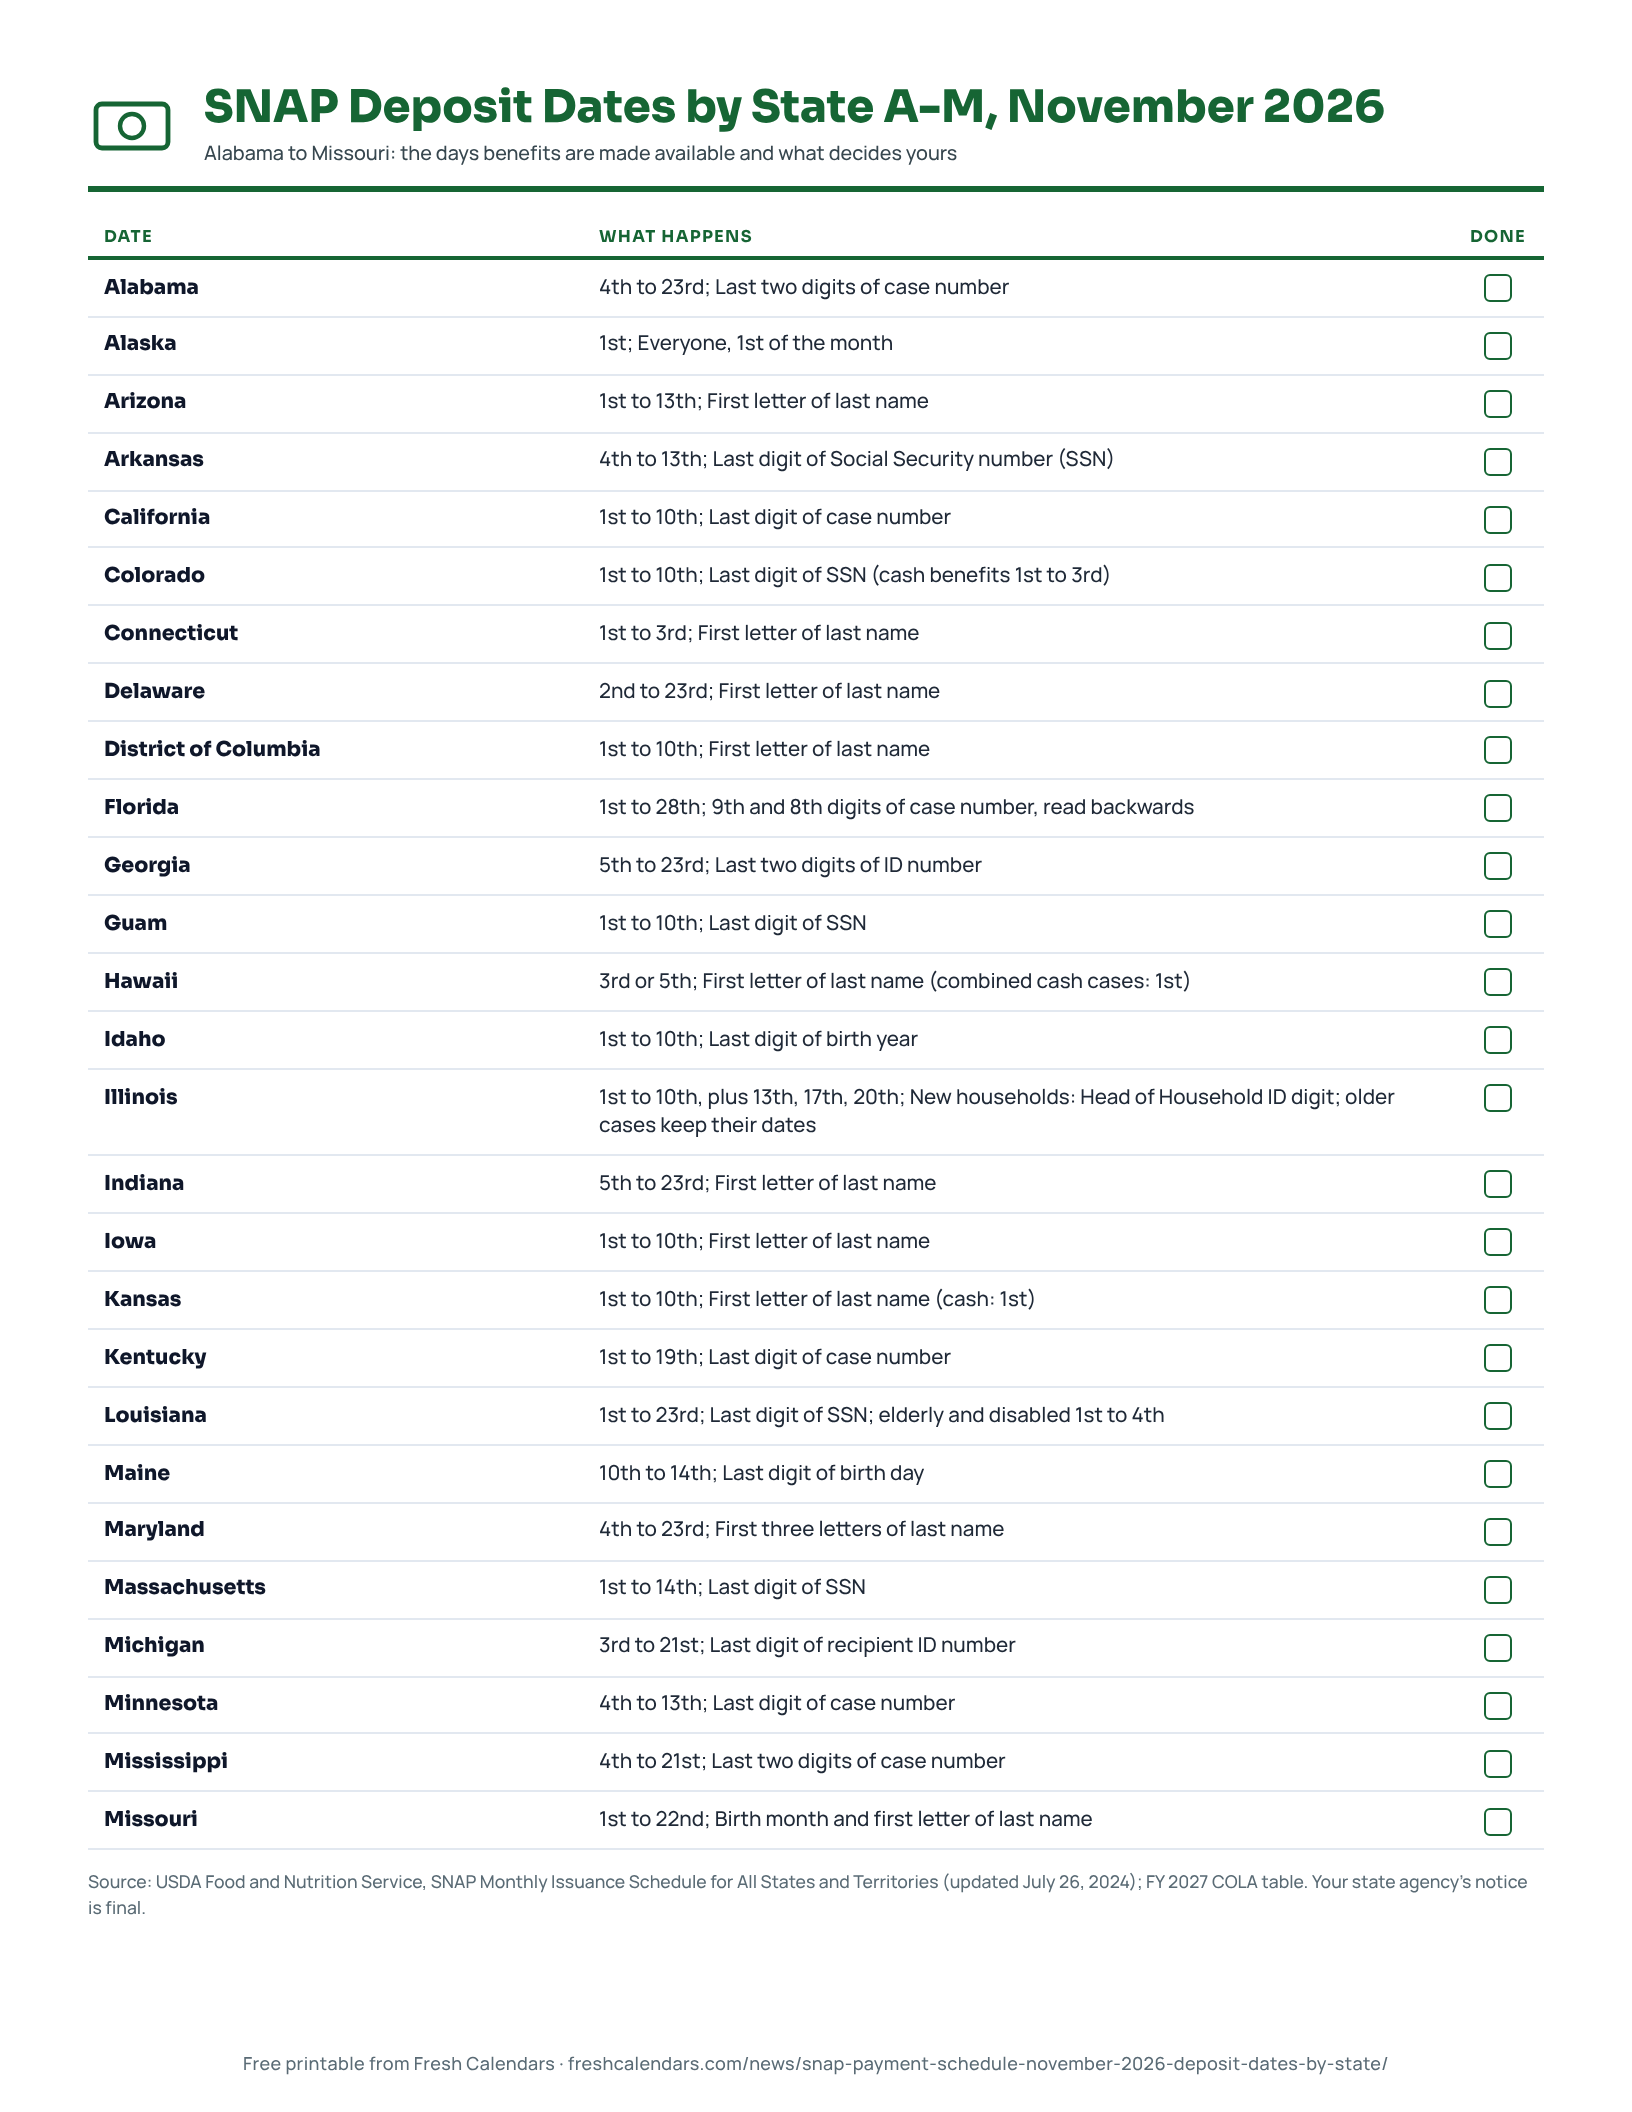 SNAP Deposit Dates by State A–M, November 2026
Alabama to Missouri: the days benefits are made available and what decides yours
DATE WHAT HAPPENS DONE
Alabama 4th to 23rd; Last two digits of case number
Alaska 1st; Everyone, 1st of the month
Arizona 1st to 13th; First letter of last name
Arkansas 4th to 13th; Last digit of Social Security number (SSN)
California 1st to 10th; Last digit of case number
Colorado 1st to 10th; Last digit of SSN (cash benefits 1st to 3rd)
Connecticut 1st to 3rd; First letter of last name
Delaware 2nd to 23rd; First letter of last name
District of Columbia 1st to 10th; First letter of last name
Florida 1st to 28th; 9th and 8th digits of case number, read backwards
Georgia 5th to 23rd; Last two digits of ID number
Guam 1st to 10th; Last digit of SSN
Hawaii 3rd or 5th; First letter of last name (combined cash cases: 1st)
Idaho 1st to 10th; Last digit of birth year
Illinois 1st to 10th, plus 13th, 17th, 20th; New households: Head of Household ID digit; older
cases keep their dates
Indiana 5th to 23rd; First letter of last name
Iowa 1st to 10th; First letter of last name
Kansas 1st to 10th; First letter of last name (cash: 1st)
Kentucky 1st to 19th; Last digit of case number
Louisiana 1st to 23rd; Last digit of SSN; elderly and disabled 1st to 4th
Maine 10th to 14th; Last digit of birth day
Maryland 4th to 23rd; First three letters of last name
Massachusetts 1st to 14th; Last digit of SSN
Michigan 3rd to 21st; Last digit of recipient ID number
Minnesota 4th to 13th; Last digit of case number
Mississippi 4th to 21st; Last two digits of case number
Missouri 1st to 22nd; Birth month and first letter of last name
Source: USDA Food and Nutrition Service, SNAP Monthly Issuance Schedule for All States and Territories (updated July 26, 2024); FY 2027 COLA table. Your state agency's notice
is final.
Free printable from Fresh Calendars · freshcalendars.com/news/snap-payment-schedule-november-2026-deposit-dates-by-state/